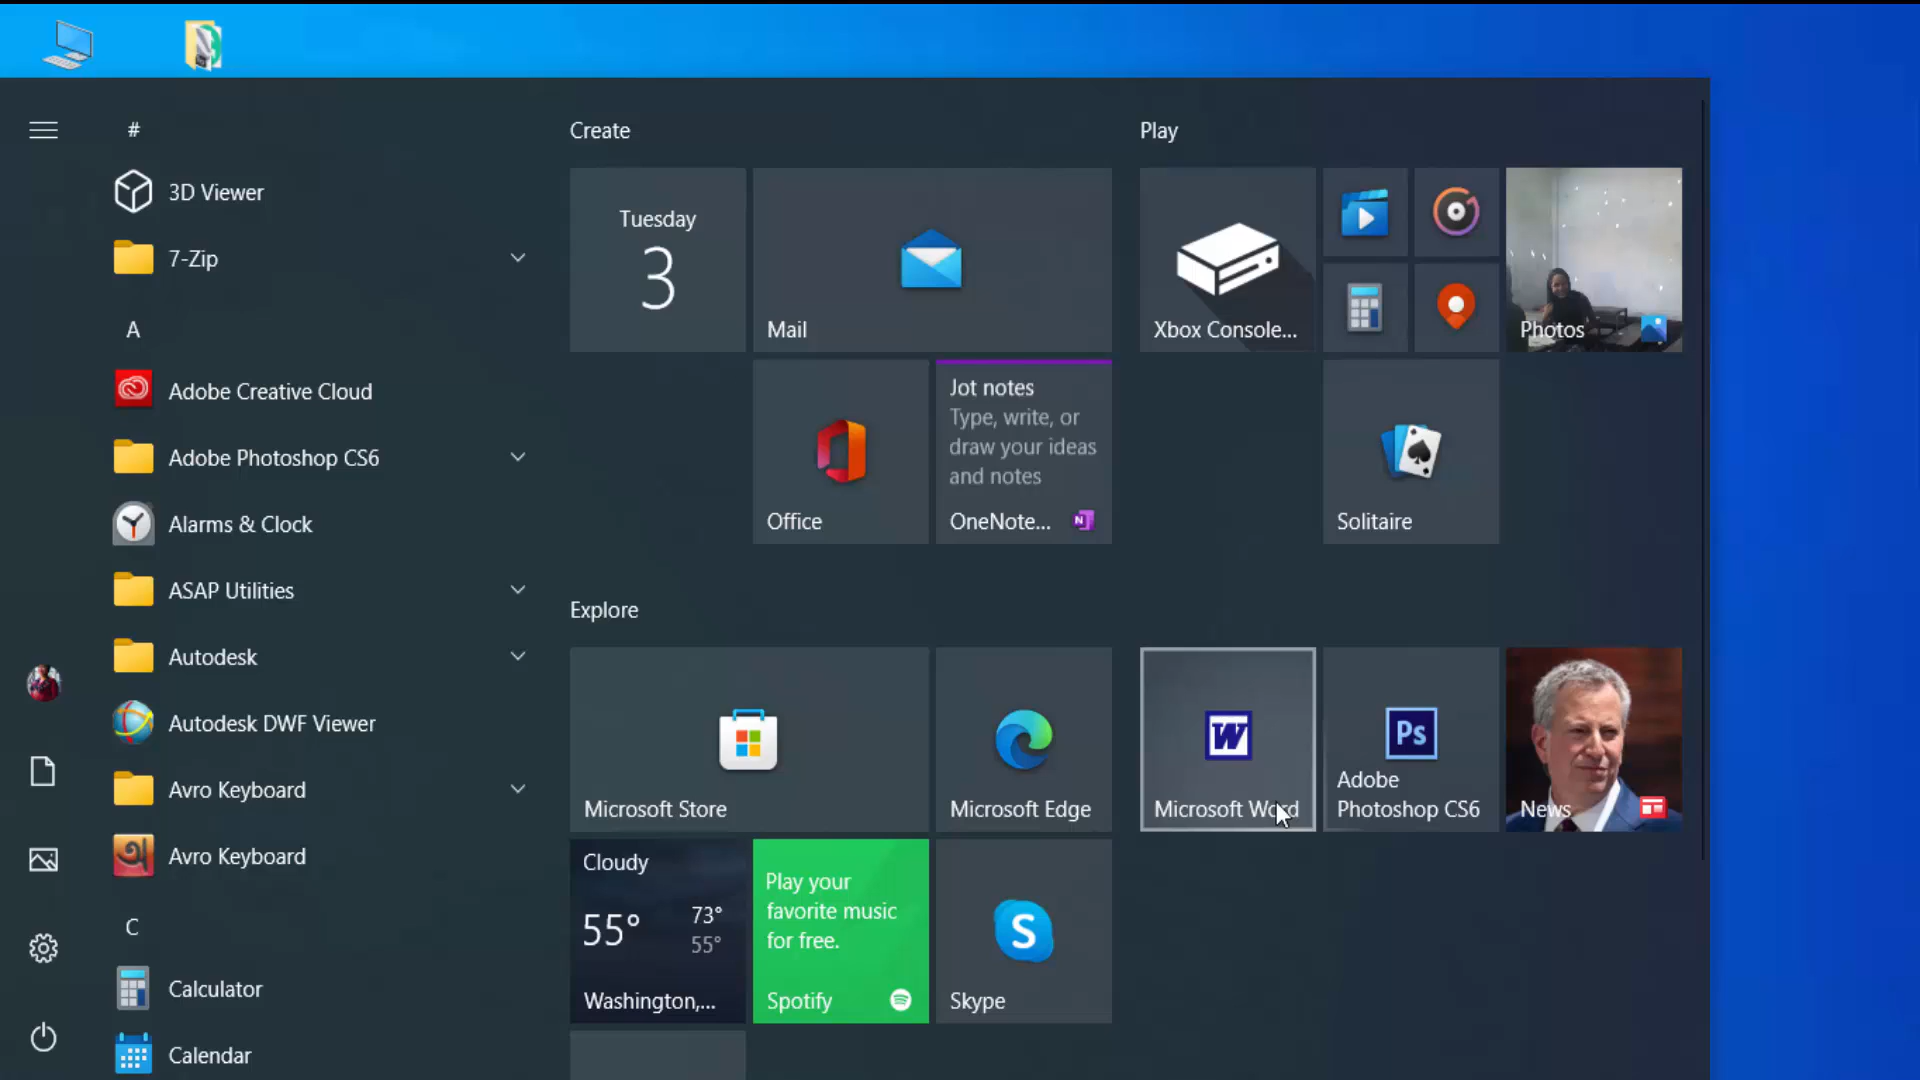 #
3D Viewer
7-Zip
A
Adobe Creative Cloud
Adobe Photoshop CS6
Alarms & Clock
ASAP Utilities
Autodesk
Autodesk DWF Viewer
Avro Keyboard
অ
Avro Keyboard
C
Calculator
Calendar
Create
Tuesday
3
Mail
Office
Jot notes
Type, write, or
draw your ideas
and notes
OneNote...
N
Play
Xbox Console...
Photos
Solitaire
Explore
Microsoft Store
Microsoft Edge
W
Microsoft Word
Ps
Adobe
Photoshop CS6
News
Cloudy
55°
73°
55°
Washington,...
Play your
favorite music
for free.
Spotify
S
Skype